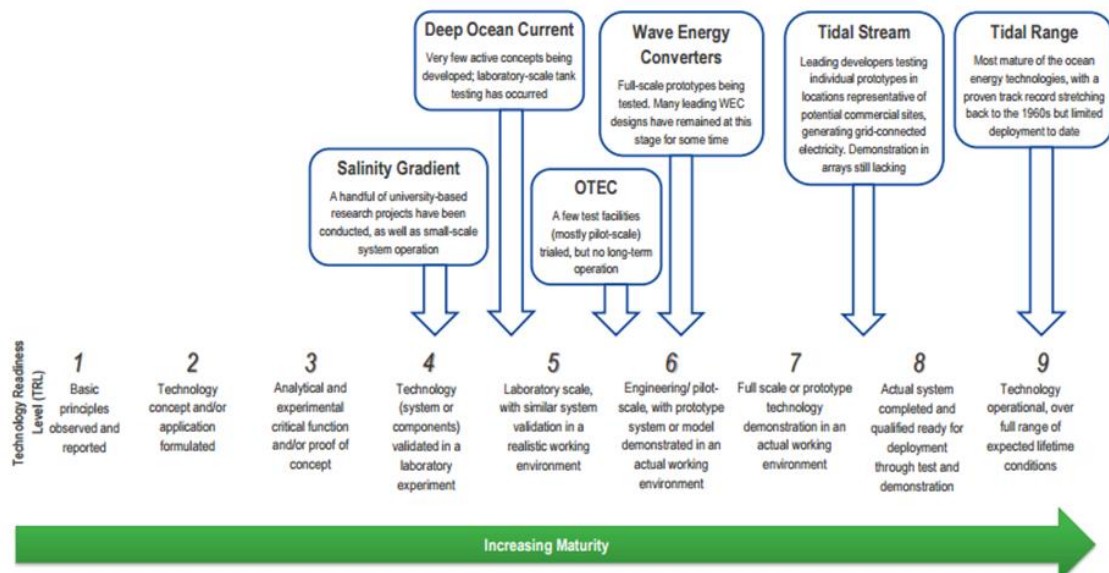 Deep Ocean Current
Very few active concepts being
developed; laboratory-scale tank
testing has occurred
Wave Energy
Converters
Full-scale prototypes being
tested. Many leading WEC
designs have remained at this
stage for some time
Tidal Stream
Leading developers testing
individual prototypes in
locations representative of
potential commercial sites,
generating grid-connected
electricity. Demonstration in
arrays still lacking
Tidal Range
Most mature of the ocean
energy technologies, with a
proven track record stretching
back to the 1960s but limited
deployment to date
Salinity Gradient
A handful of university-based
research projects have been
conducted, as well as small-scale
system operation
OTEC
A few test facilities
(mostly pilot-scale)
trialed, but no long-term
operation
Technology Readiness
Level (TRL)
1
Basic
principles
observed and
reported
2
Technology
concept and/or
application
formulated
3
Analytical and
experimental
critical function
and/or proof of
concept
4
Technology
(system or
components)
validated in a
laboratory
experiment
5
Laboratory scale,
with similar system
validation in a
realistic working
environment
6
Engineering/ pilot-
scale, with prototype
system or model
demonstrated in an
actual working
environment
7
Full scale or prototype
technology
demonstration in an
actual working
environment
8
Actual system
completed and
qualified ready for
deployment
through test and
demonstration
9
Technology
operational, over
full range of
expected lifetime
conditions
Increasing Maturity